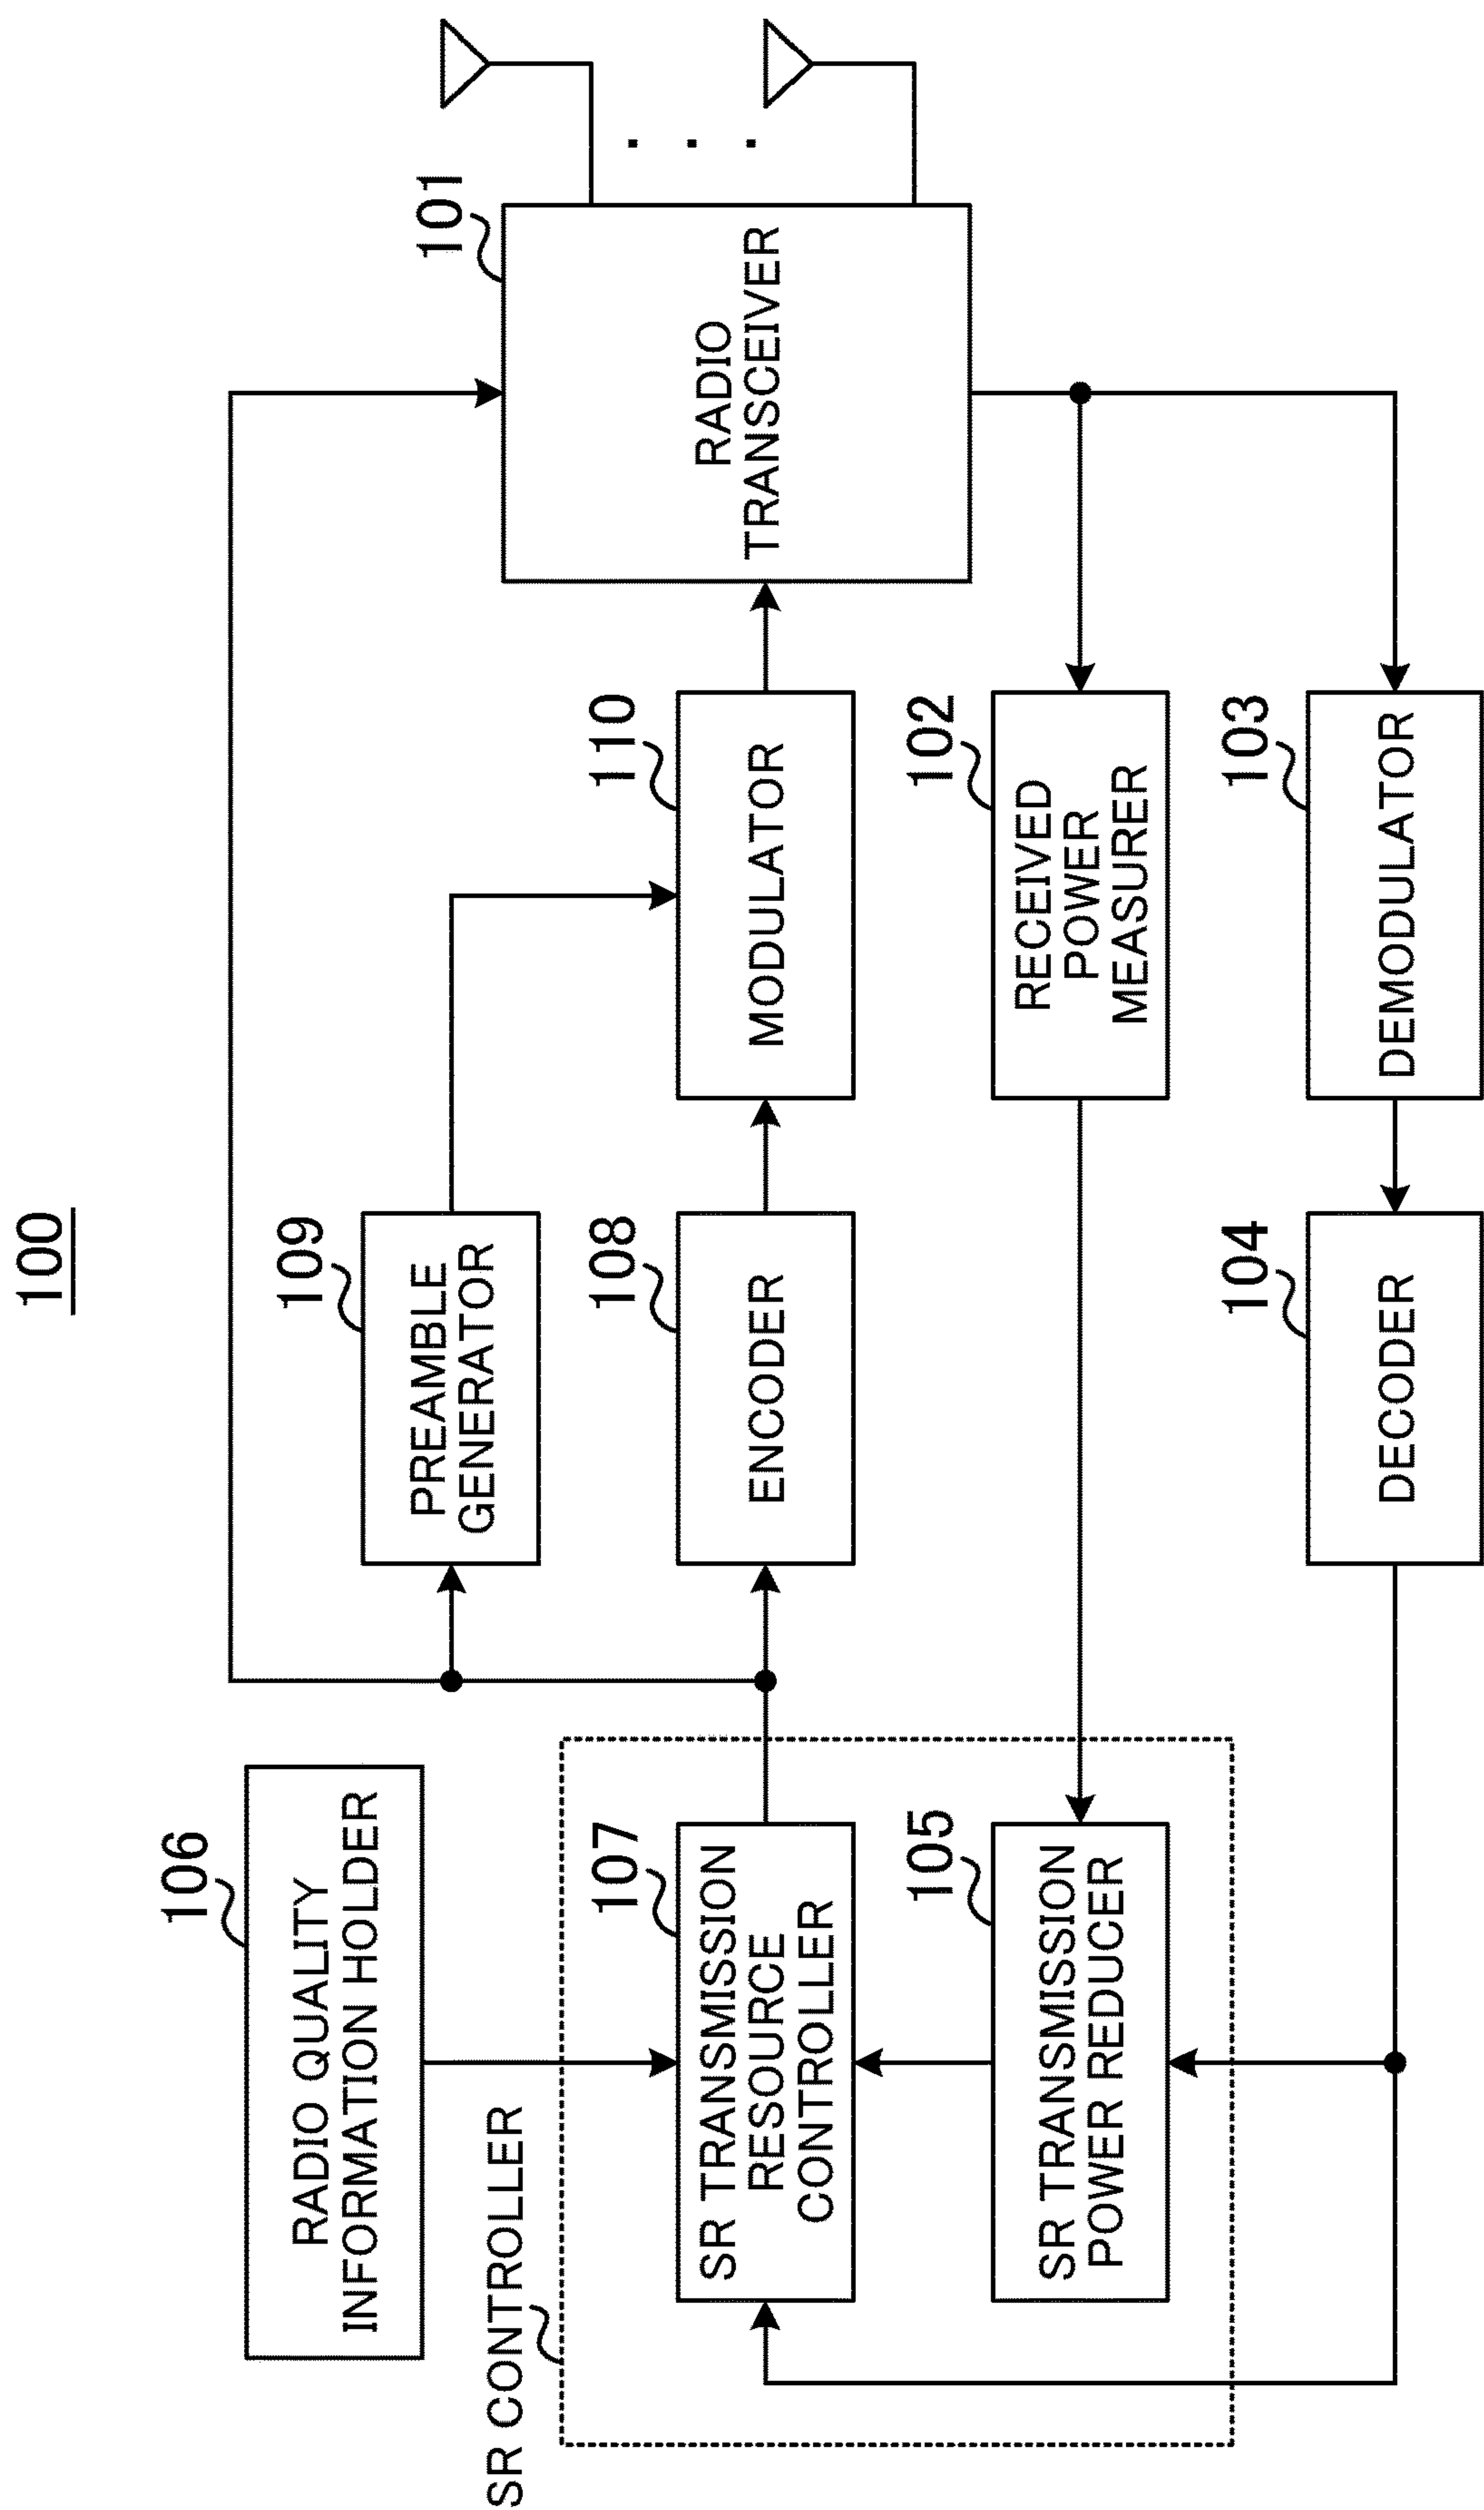 100
106
RADIO QUALITY
INFORMATION HOLDER
109
PREAMBLE
GENERATOR
101
RADIO
TRANSCEIVER
SR CONTROLLER
107
SR TRANSMISSION
RESOURCE
CONTROLLER
108
ENCODER
110
MODULATOR
105
SR TRANSMISSION
POWER REDUCER
102
RECEIVED
POWER
MEASURER
104
DECODER
103
DEMODULATOR